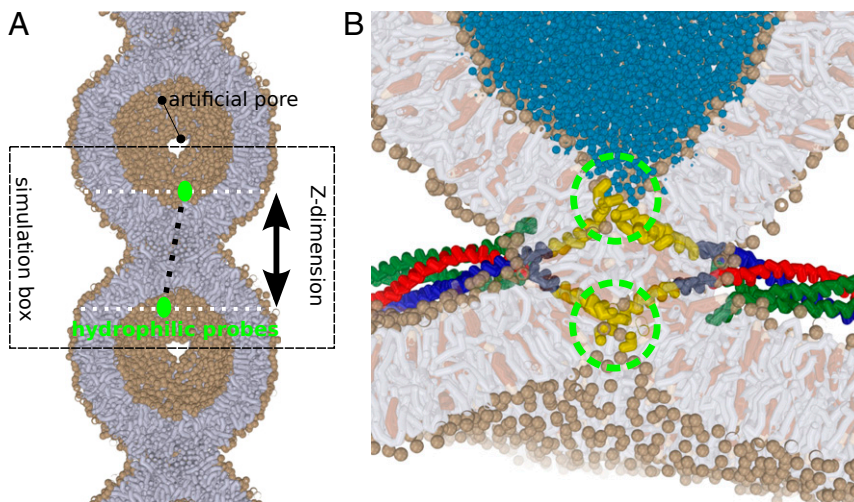 A
artificial pore
simulation box
Z-dimension
hydrophilic probes
B